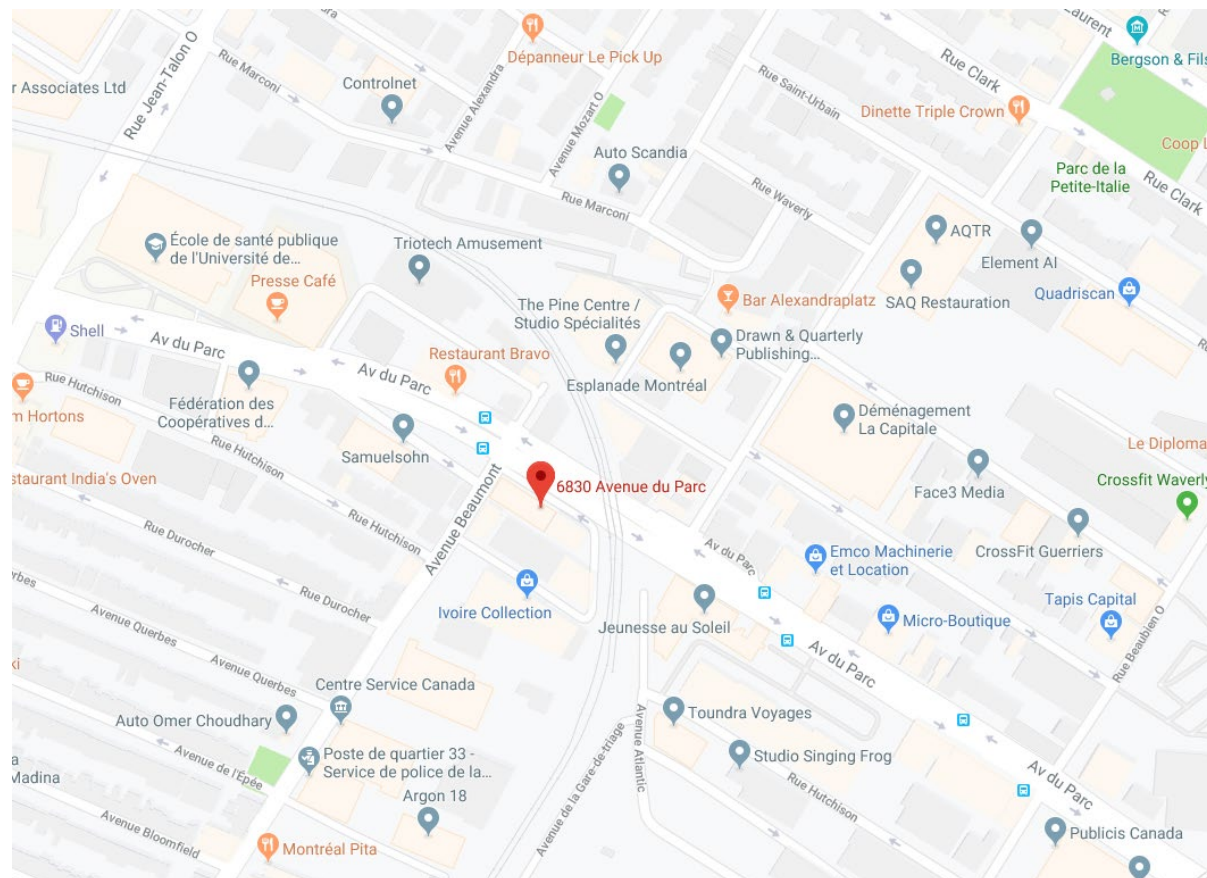 Laurent
Bergson & Fils
Rue Jean-Talon O
Rue Marconi
Dépanneur Le Pick Up
Rue Clark
r Associates Ltd
Controlnet
Avenue Alexandra
Avenue Mozart O
Rue Saint-Urbain
Dinette Triple Crown
Coop L
Auto Scandia
Parc de la
Petite-Italie
Rue Clark
Rue Marconi
Rue Waverly
École de santé publique
de l'Université de...
Triotech Amusement
AQTR
Element AI
Presse Café
The Pine Centre /
Studio Spécialités
Bar Alexandraplatz
SAQ Restauration
Quadriscan
Shell
Av du Parc
Restaurant Bravo
Av du Parc
Drawn & Quarterly
Publishing...
Rue Hutchison
Fédération des
Coopératives d...
Esplanade Montréal
m Hortons
Déménagement
La Capitale
Samuelsohn
Rue Hutchison
Le Diploma
staurant India's Oven
6830 Avenue du Parc
Face3 Media
Crossfit Waverly
Avenue Beaumont
Rue Hutchison
Rue Durocher
Av du Parc
Emco Machinerie
et Location
CrossFit Guerriers
Rue Durocher
Ivoire Collection
Jeunesse au Soleil
Micro-Boutique
Tapis Capital
rbes
Avenue Querbes
Rue Beaubien O
ki
Avenue Querbes
Centre Service Canada
Av du Parc
Auto Omer Choudhary
Toundra Voyages
Avenue Atlantic
Avenue de la Gare-de-triage
a
Madina
Avenue de l'Épée
Poste de quartier 33 -
Service de police de la...
Studio Singing Frog
Argon 18
Rue Hutchison
Av du Parc
Avenue Bloomfield
Montréal Pita
Publicis Canada